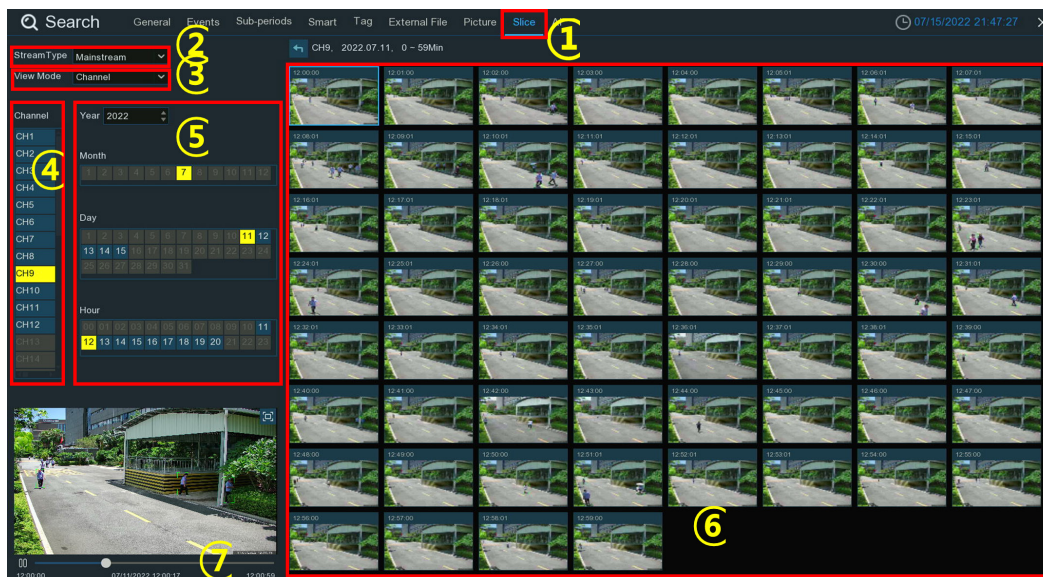 Search General Events Sub-periods Smart Tag External File Picture Slice 07/15/2022 21:47:27
①
②
StreamType Mainstream
CH9, 2022.07.11, 0 ~ 59Min
③
View Mode Channel
Channel Year 2022
④
⑤
CH1
CH2
CH3
CH4
CH5
CH6
CH7
CH8
CH9
CH10
CH11
CH12
CH13
CH14
Month
1 2 3 4 5 6 7 8 9 10 11 12
Day
1 2 3 4 5 6 7 8 9 10 11 12
13 14 15 16 17 18 19 20 21 22 23 24
25 26 27 28 29 30 31
Hour
00 01 02 03 04 05 06 07 08 09 10 11
12 13 14 15 16 17 18 19 20 21 22 23
12:00:00 12:01:00 12:02:00 12:03:00 12:04:00 12:05:01 12:06:01 12:07:01
12:08:01 12:09:01 12:10:01 12:11:01 12:12:01 12:13:01 12:14:01 12:15:01
12:16:01 12:17:01 12:18:01 12:19:01 12:20:01 12:21:01 12:22:01 12:23:01
12:24:01 12:25:01 12:26:00 12:27:00 12:28:00 12:29:00 12:30:00 12:31:01
12:32:01 12:33:01 12:34:01 12:35:01 12:36:01 12:37:01 12:38:01 12:39:00
12:40:00 12:41:00 12:42:00 12:43:00 12:44:00 12:45:00 12:46:00 12:47:00
12:48:00 12:49:00 12:50:00 12:51:01 12:52:01 12:53:01 12:54:00 12:55:00
12:56:00 12:57:00 12:58:01 12:59:00
⑥
⑦
12:00:00 07/11/2022 12:00:17 12:00:59